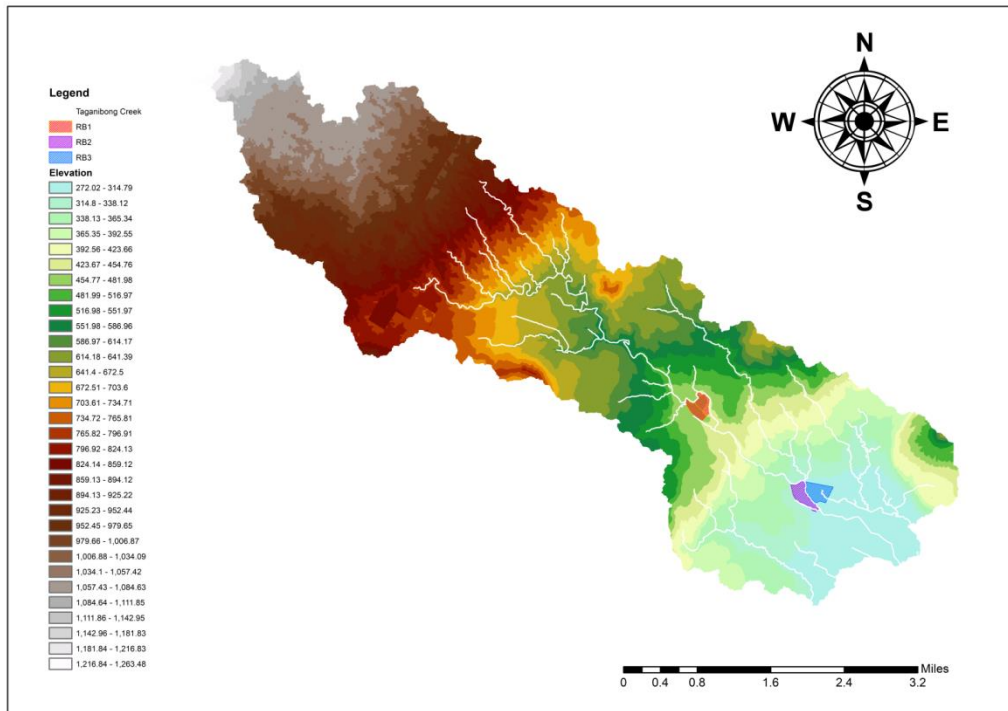 N
W
E
S
Legend
Taganibong Creek
RB1
RB2
RB3
Elevation
272.02 - 314.79
314.8 - 338.12
338.13 - 365.34
365.35 - 392.55
392.56 - 423.66
423.67 - 454.76
454.77 - 481.98
481.99 - 516.97
516.98 - 551.97
551.98 - 586.96
586.97 - 614.17
614.18 - 641.39
641.4 - 672.5
672.51 - 703.6
703.61 - 734.71
734.72 - 765.81
765.82 - 796.91
796.92 - 824.13
824.14 - 859.12
859.13 - 894.12
894.13 - 925.22
925.23 - 952.44
952.45 - 979.65
979.66 - 1,006.87
1,006.88 - 1,034.09
1,034.1 - 1,057.42
1,057.43 - 1,084.63
1,084.64 - 1,111.85
1,111.86 - 1,142.95
1,142.96 - 1,181.83
1,181.84 - 1,216.83
1,216.84 - 1,263.48
Miles
0 0.4 0.8 1.6 2.4 3.2